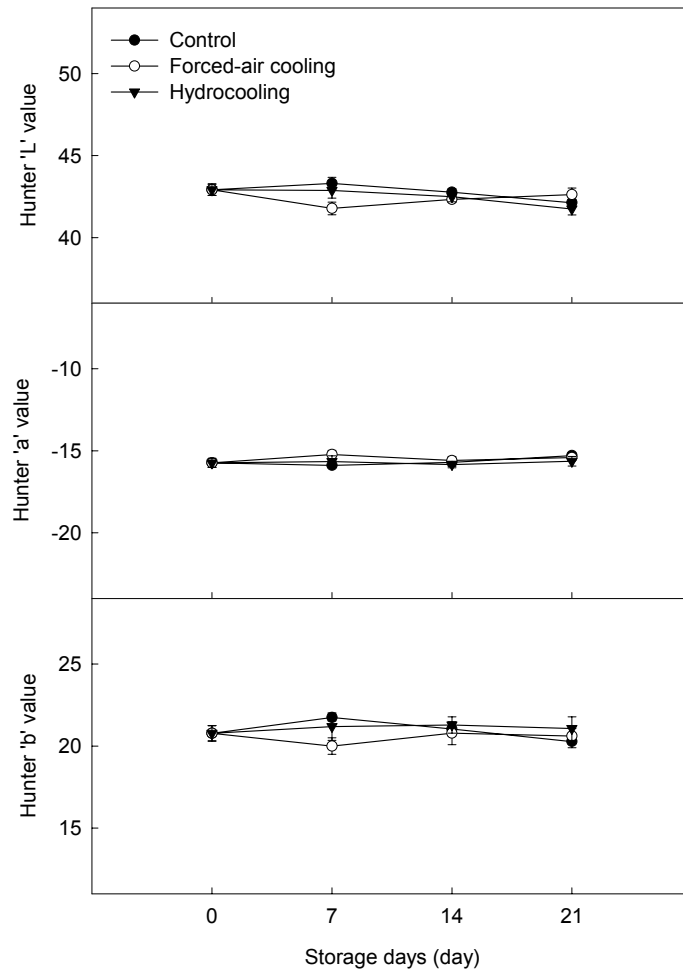 Control
Forced-air cooling
Hydrocooling
50
45
40
Hunter 'L' value
-10
-15
-20
Hunter 'a' value
25
20
15
Hunter 'b' value
0 7 14 21
Storage days (day)